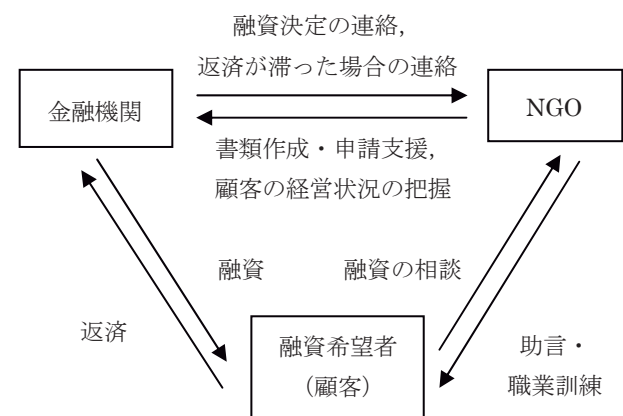 融資決定の連絡,
返済が滞った場合の連絡
金融機関
NGO
書類作成・申請支援,
顧客の経営状況の把握
融資
融資の相談
返済
融資希望者
(顧客)
助言・
職業訓練